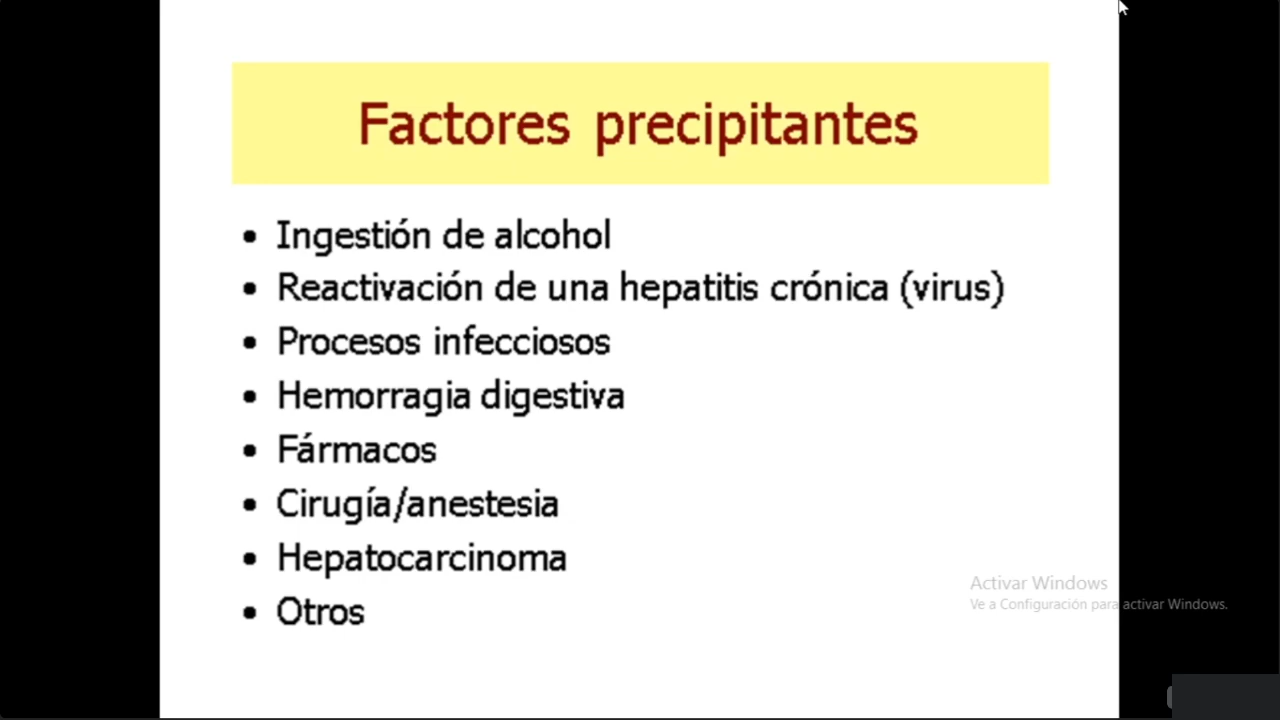 Factores precipitantes
• Ingestión de alcohol
• Reactivación de una hepatitis crónica (virus)
• Procesos infecciosos
• Hemorragia digestiva
• Fármacos
• Cirugía/anestesia
• Hepatocarcinoma
• Otros
Activar Windows
Ve a Configuración para activar Windows.